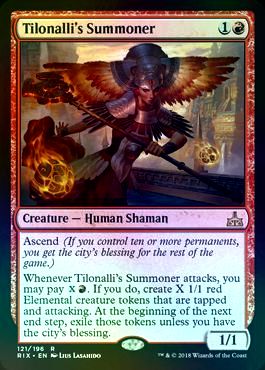 Tilonalli's Summoner 1
Creature — Human Shaman
Ascend (If you control ten or more permanents,
you get the city's blessing for the rest of the
game.)
Whenever Tilonalli's Summoner attacks, you
may pay X. If you do, create X 1/1 red
Elemental creature tokens that are tapped
and attacking. At the beginning of the next
end step, exile those tokens unless you have
the city's blessing.
1/1
121/196 R
RIX • EN Lius Lasahido
™ & © 2018 Wizards of the Coast